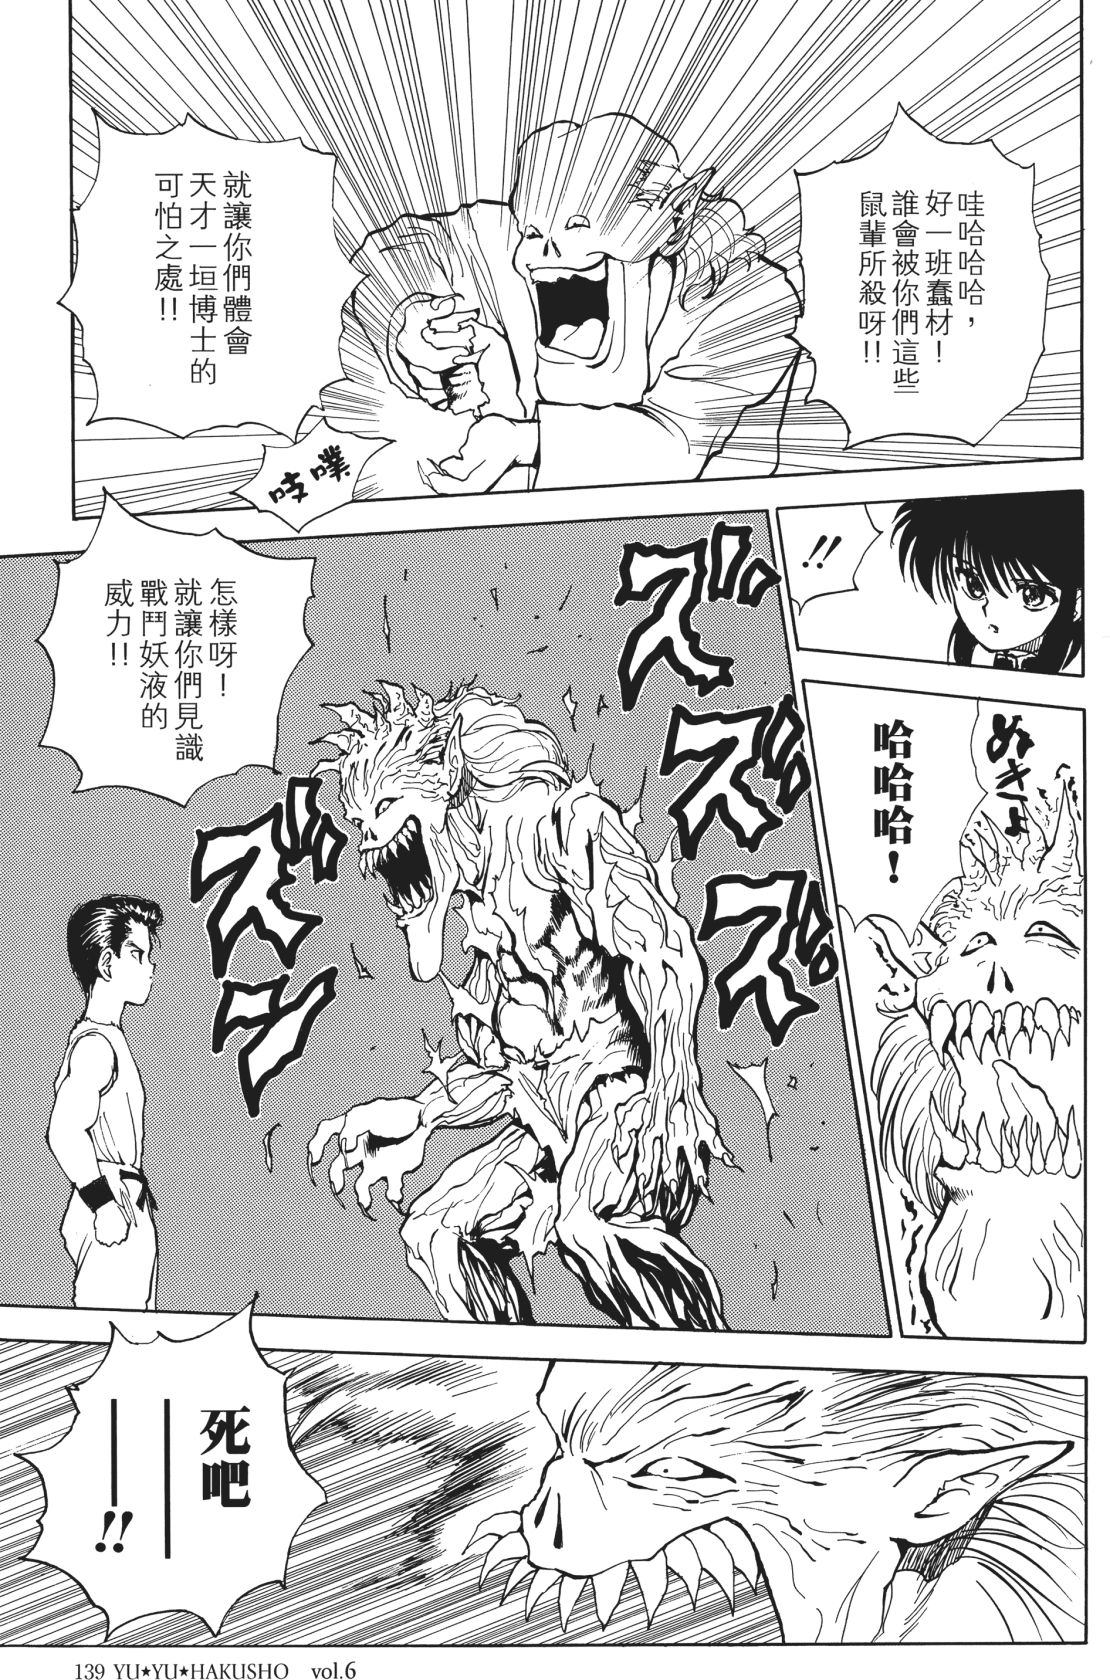 哇哈哈哈，
好一班蠢材！
誰會被你們這些
鼠輩所殺呀!!
就讓你們體會
天才一垣博士的
可怕之處!!
吱噗
!!
ぬきょ
哈哈哈！
ズズ
ズズ
ズズ
ズズン
怎樣呀！
就讓你們見識
戰鬥妖液的
威力!!
死吧
——
——!!
139 YU★YU★HAKUSHO vol.6